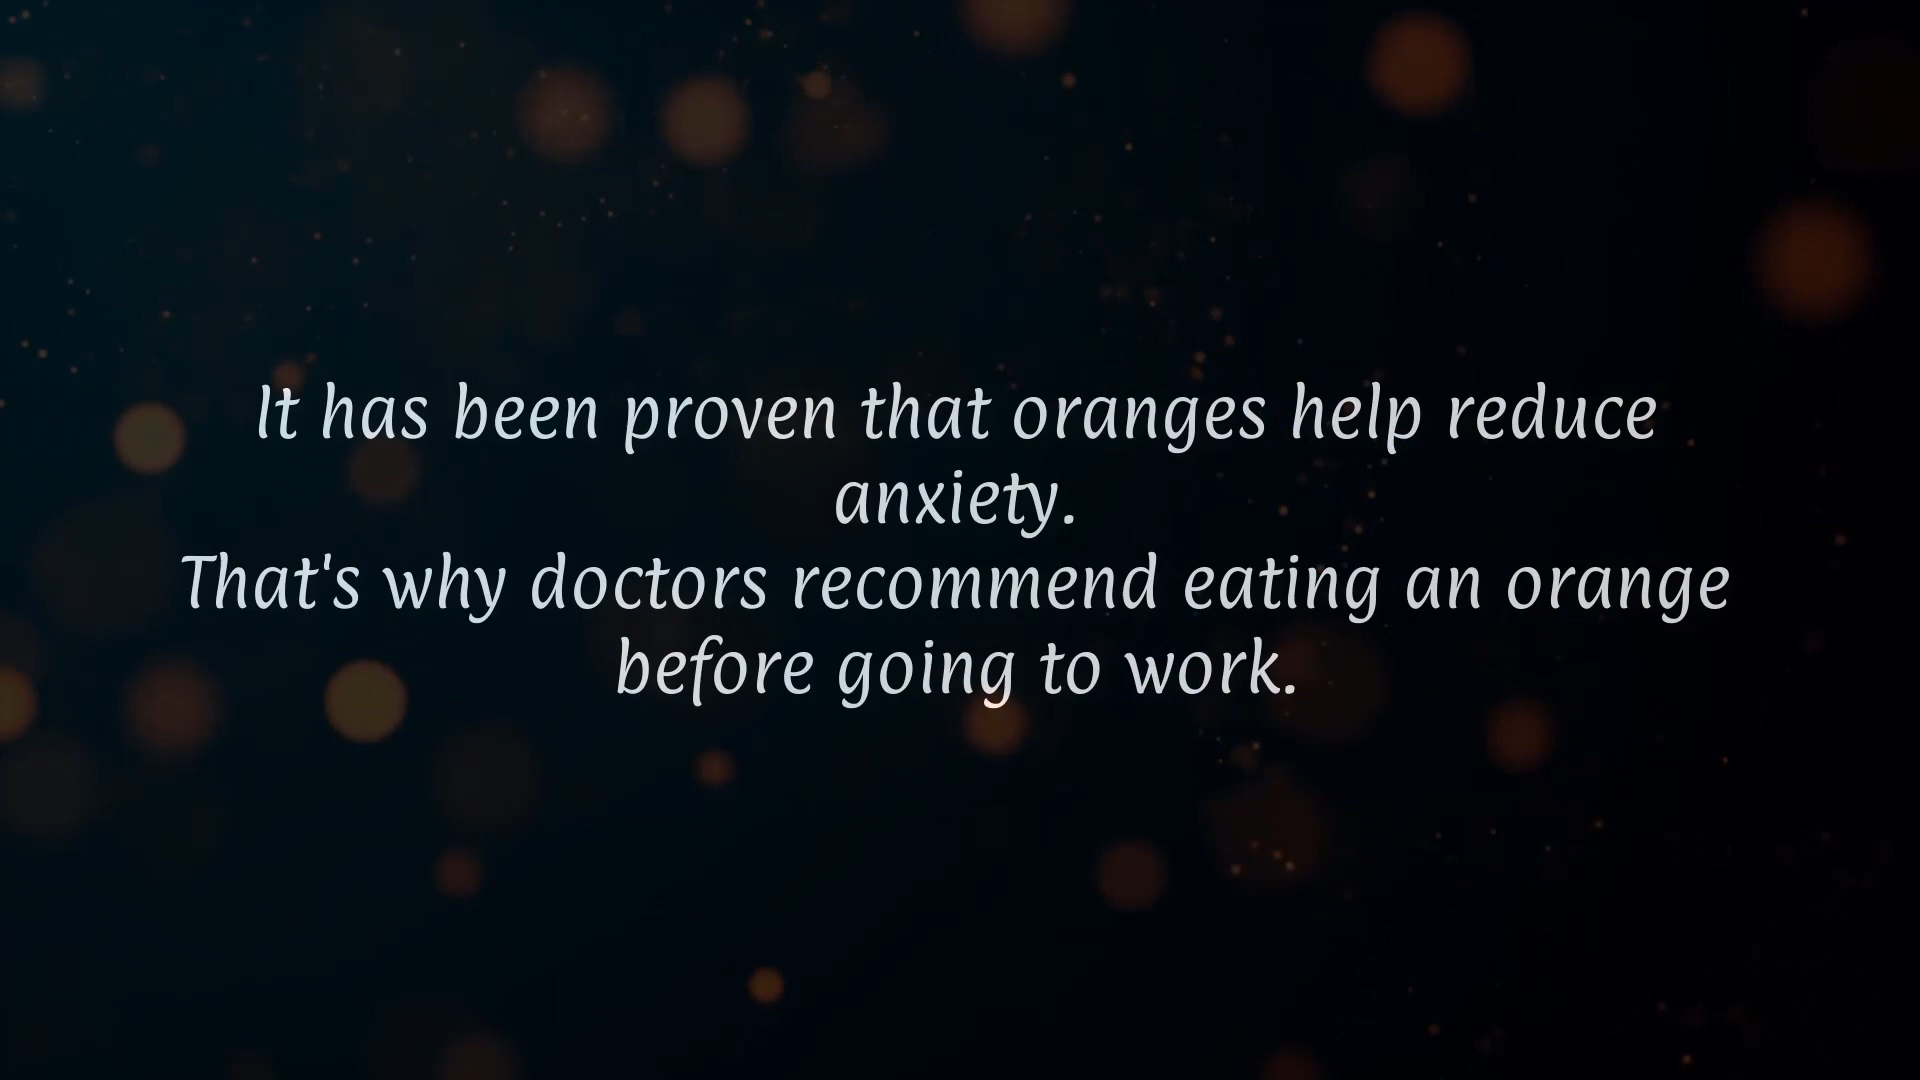 It has been proven that oranges help reduce
anxiety.
That's why doctors recommend eating an orange
before going to work.